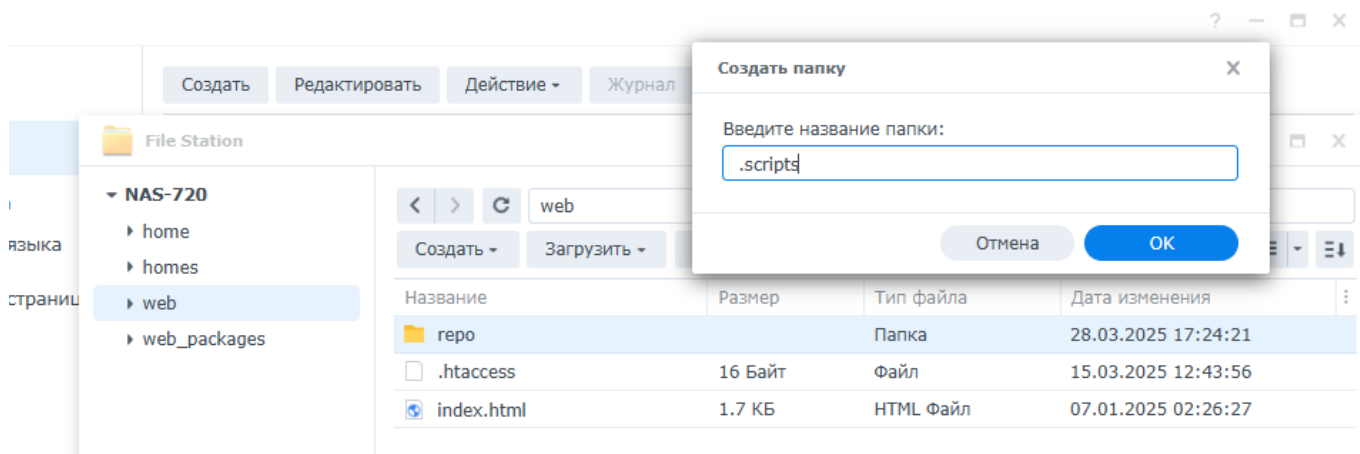 ?
Создать Редактировать Действие Журнал
Создать папку
Введите название папки:
.scripts
Отмена OK
File Station
языка
страниц
NAS-720
home
homes
web
web_packages
web
Создать Загрузить
Название Размер Тип файла Дата изменения
repo Папка 28.03.2025 17:24:21
.htaccess 16 Байт Файл 15.03.2025 12:43:56
index.html 1.7 КБ HTML Файл 07.01.2025 02:26:27